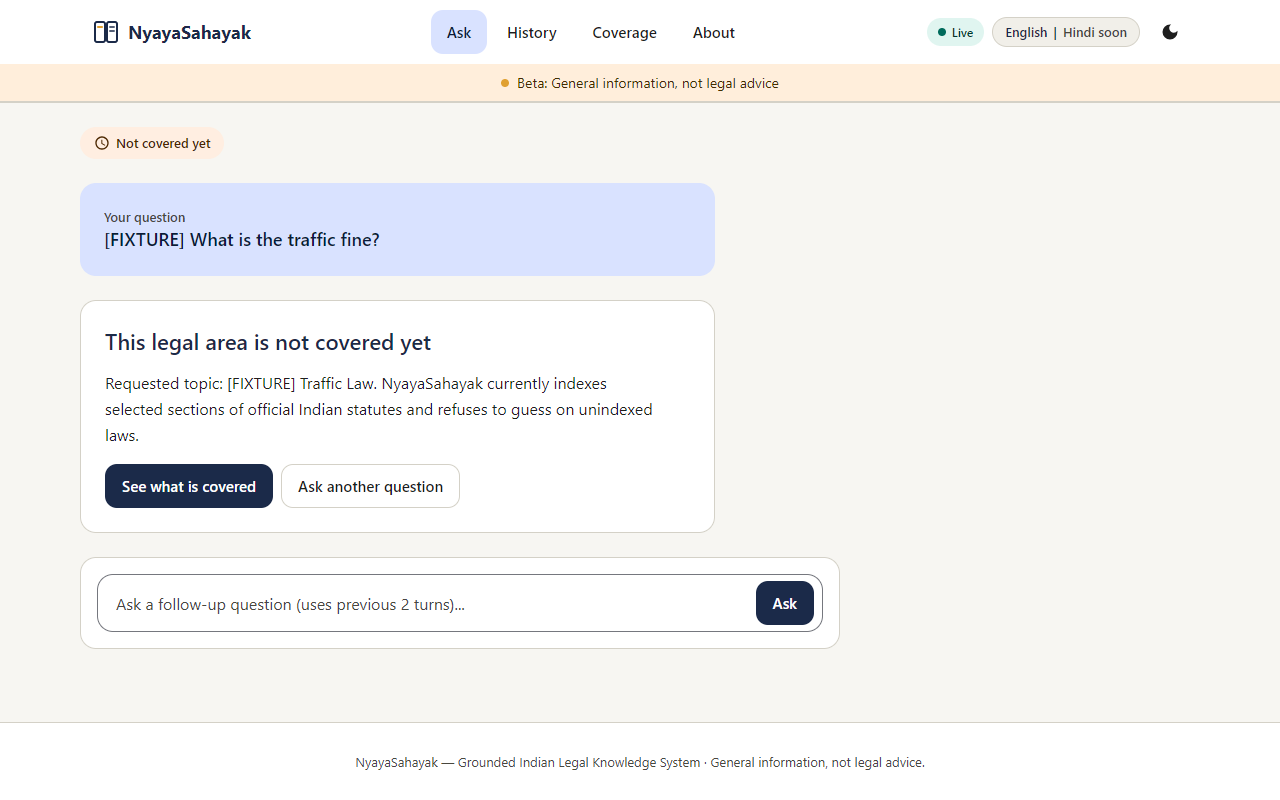 NyayaSahayak
Ask
History
Coverage
About
Live
English | Hindi soon
Beta: General information, not legal advice
Not covered yet
Your question
[FIXTURE] What is the traffic fine?
This legal area is not covered yet
Requested topic: [FIXTURE] Traffic Law. NyayaSahayak currently indexes
selected sections of official Indian statutes and refuses to guess on unindexed
laws.
See what is covered
Ask another question
Ask a follow-up question (uses previous 2 turns)...
Ask
NyayaSahayak — Grounded Indian Legal Knowledge System · General information, not legal advice.